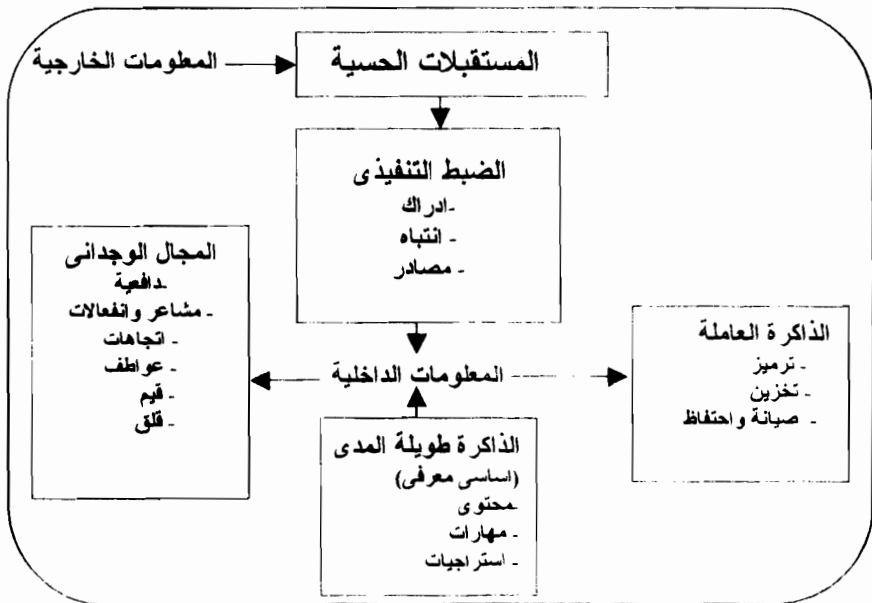 المعلومات الخارجية
المستقبلات الحسية
الضبط التنفيذى
-ادراك
- انتباه
- مصادر
المجال الوجدانى
-دافعية
- مشاعر وانفعالات
- اتجاهات
- عواطف
- قيم
- قلق
المعلومات الداخلية
الذاكرة العاملة
- ترميز
- تخزين
- صيانة واحتفاظ
الذاكرة طويلة المدى
(اساسى معرفى)
-محتوى
- مهارات
- استراجيات